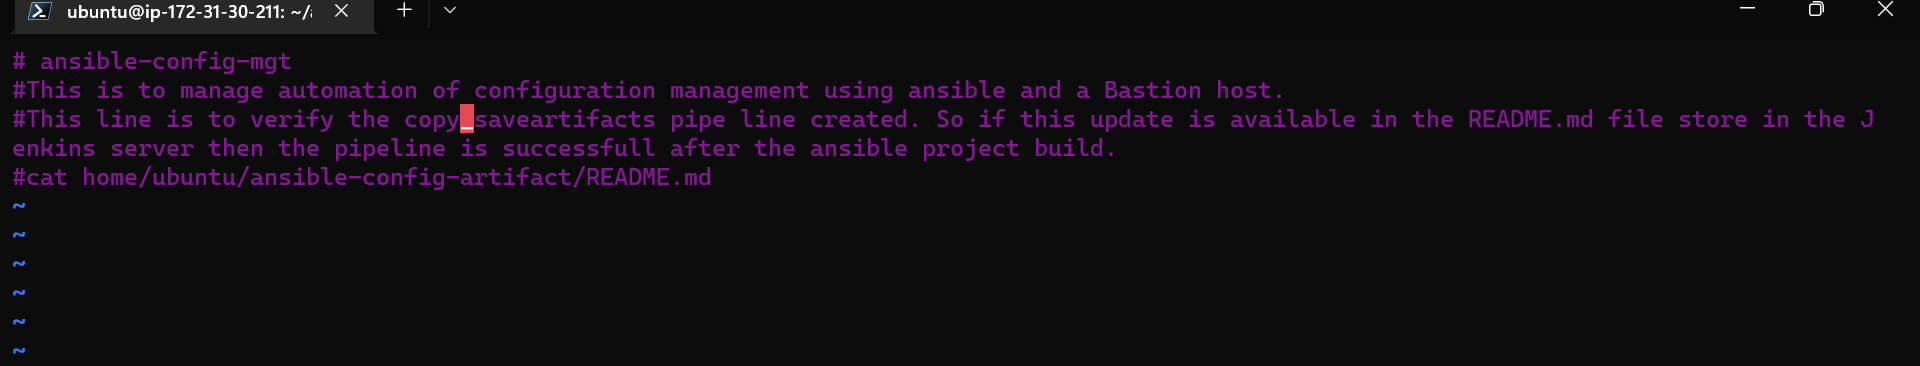 ubuntu@ip-172-31-30-211: ~/
# ansible-config-mgt
#This is to manage automation of configuration management using ansible and a Bastion host.
#This line is to verify the copy_saveartifacts pipe line created. So if this update is available in the README.md file store in the J
enkins server then the pipeline is successfull after the ansible project build.
#cat home/ubuntu/ansible-config-artifact/README.md
~
~
~
~
~
~